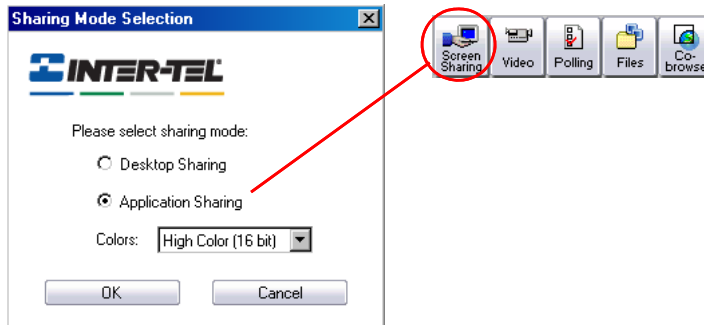 Sharing Mode Selection
INTER-TEL
Please select sharing mode:
Desktop Sharing
Application Sharing
Colors: High Color (16 bit)
OK Cancel
Screen
Sharing
Video
Polling
Files
Co-
browse